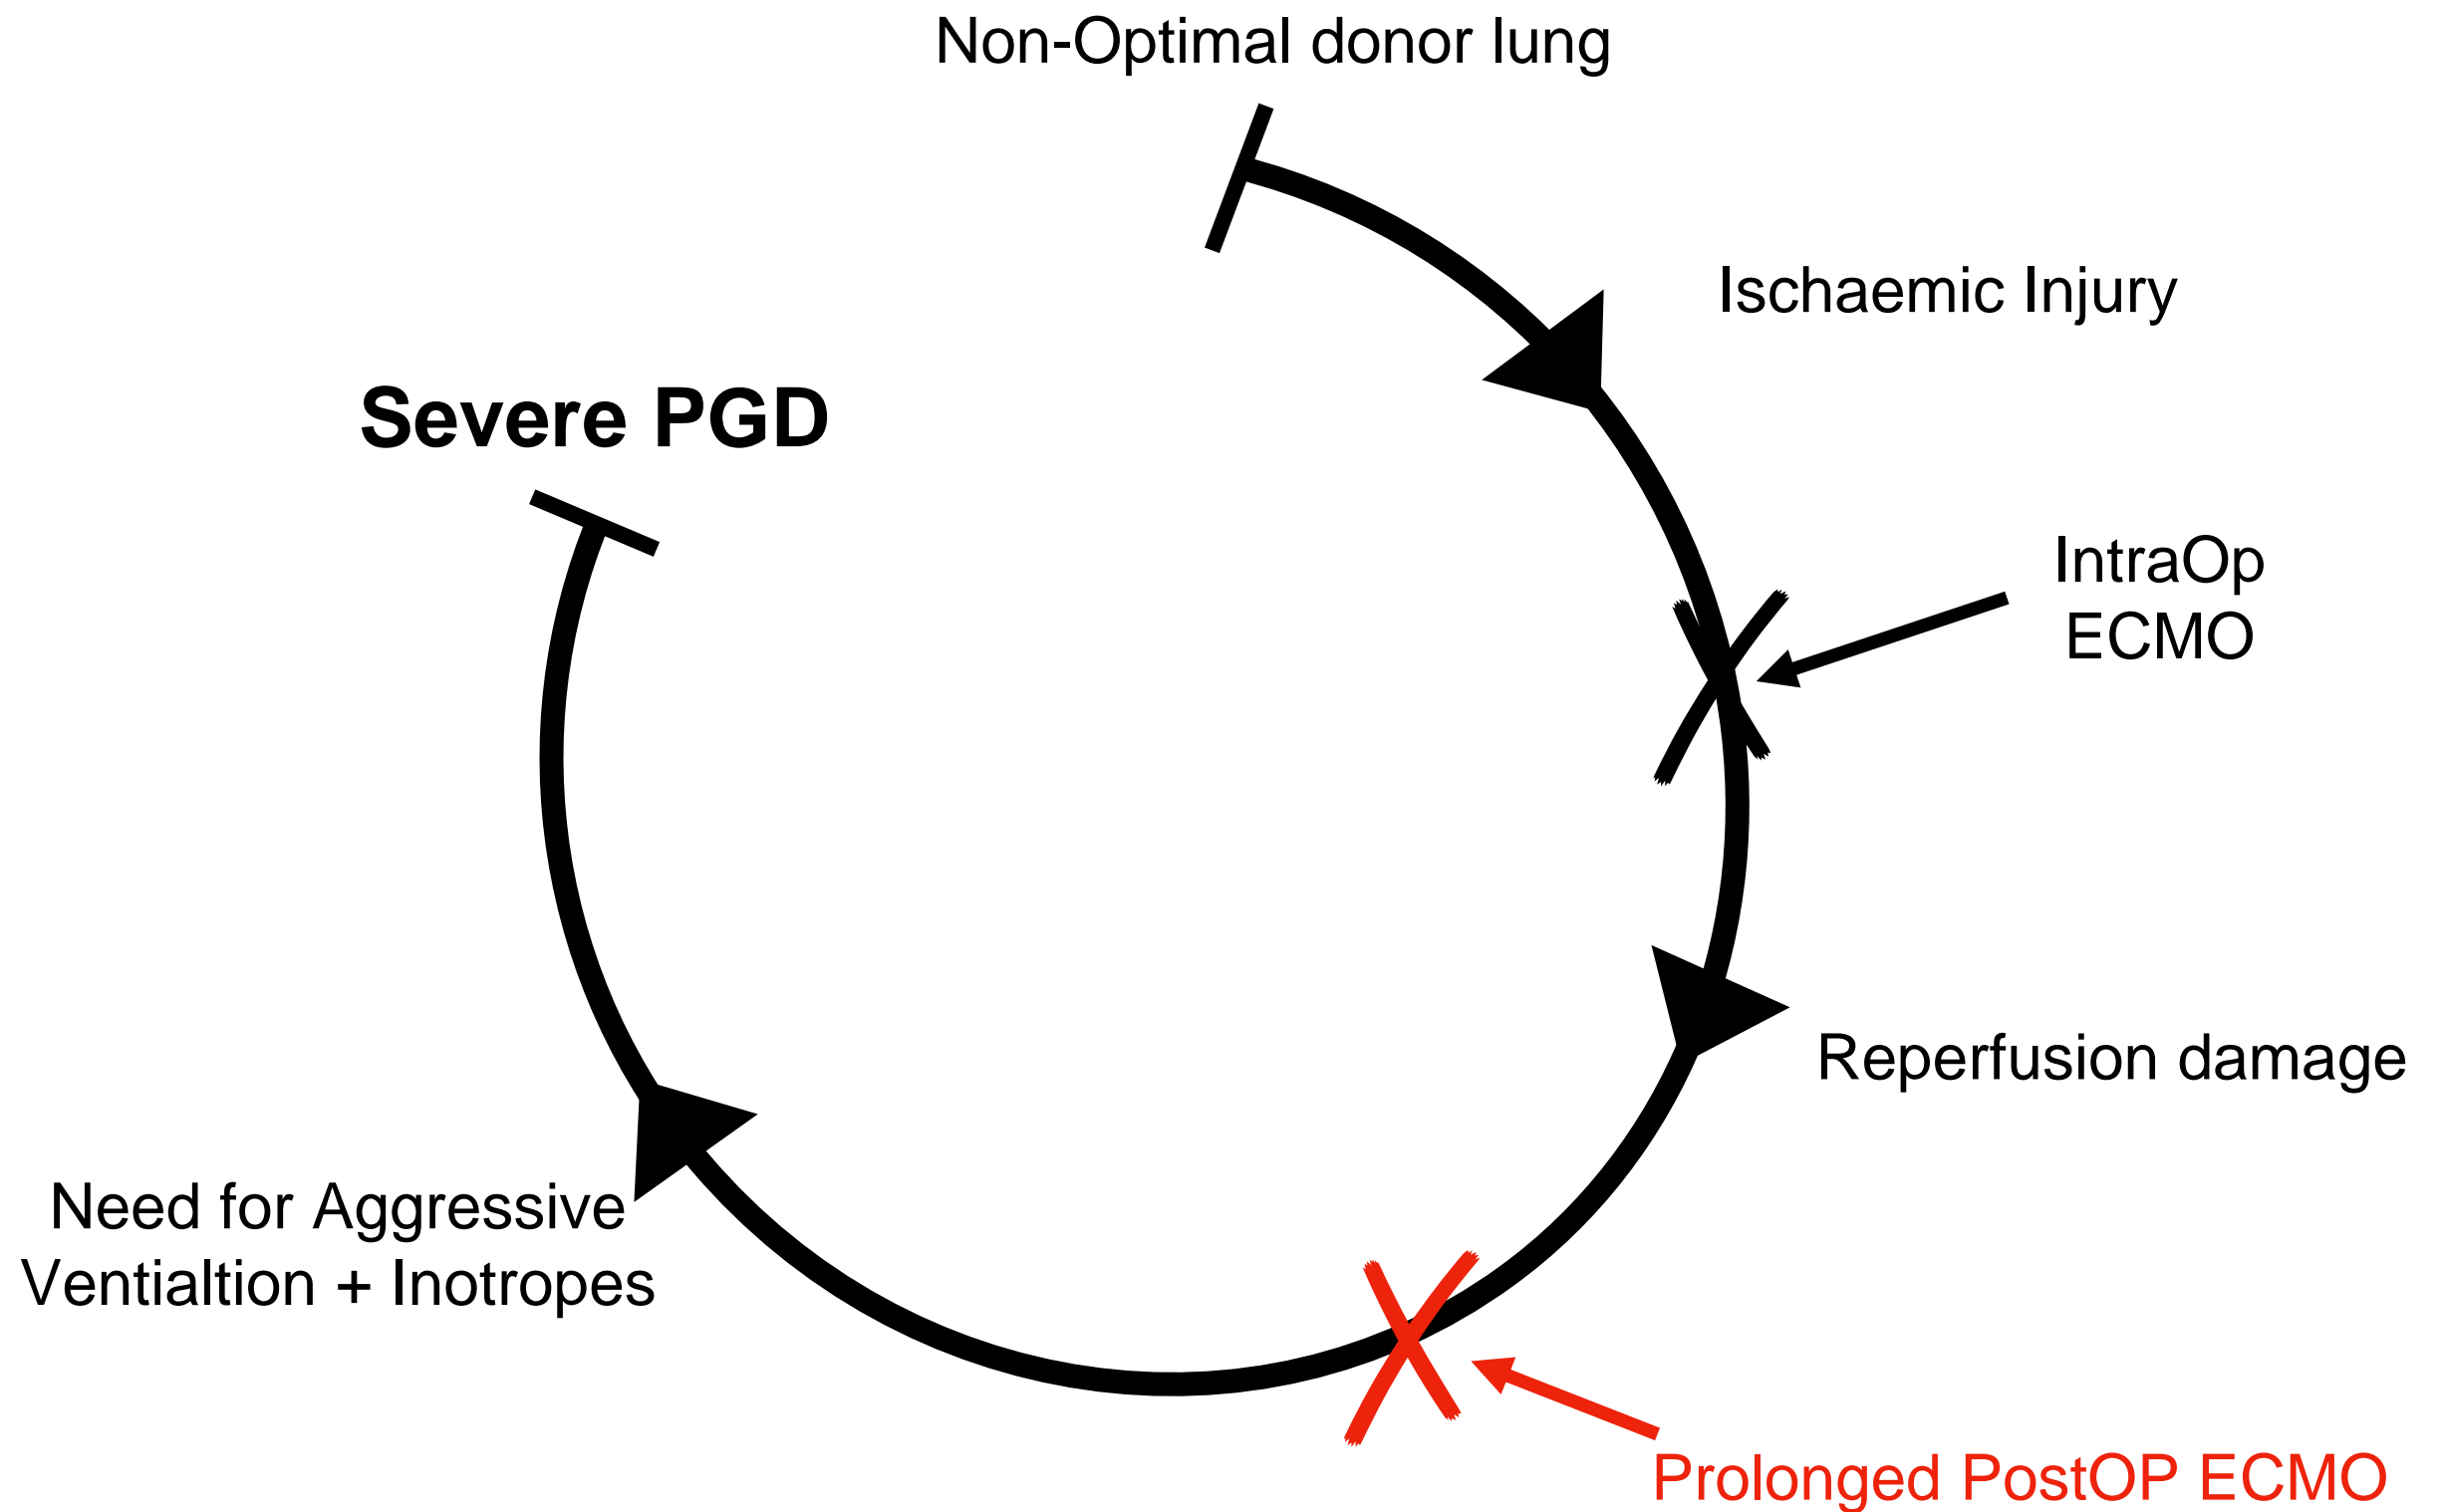 Non-Optimal donor lung
Ischaemic Injury
Severe PGD
IntraOp
ECMO
Reperfusion damage
Need for Aggressive
Ventialtion + Inotropes
Prolonged PostOP ECMO